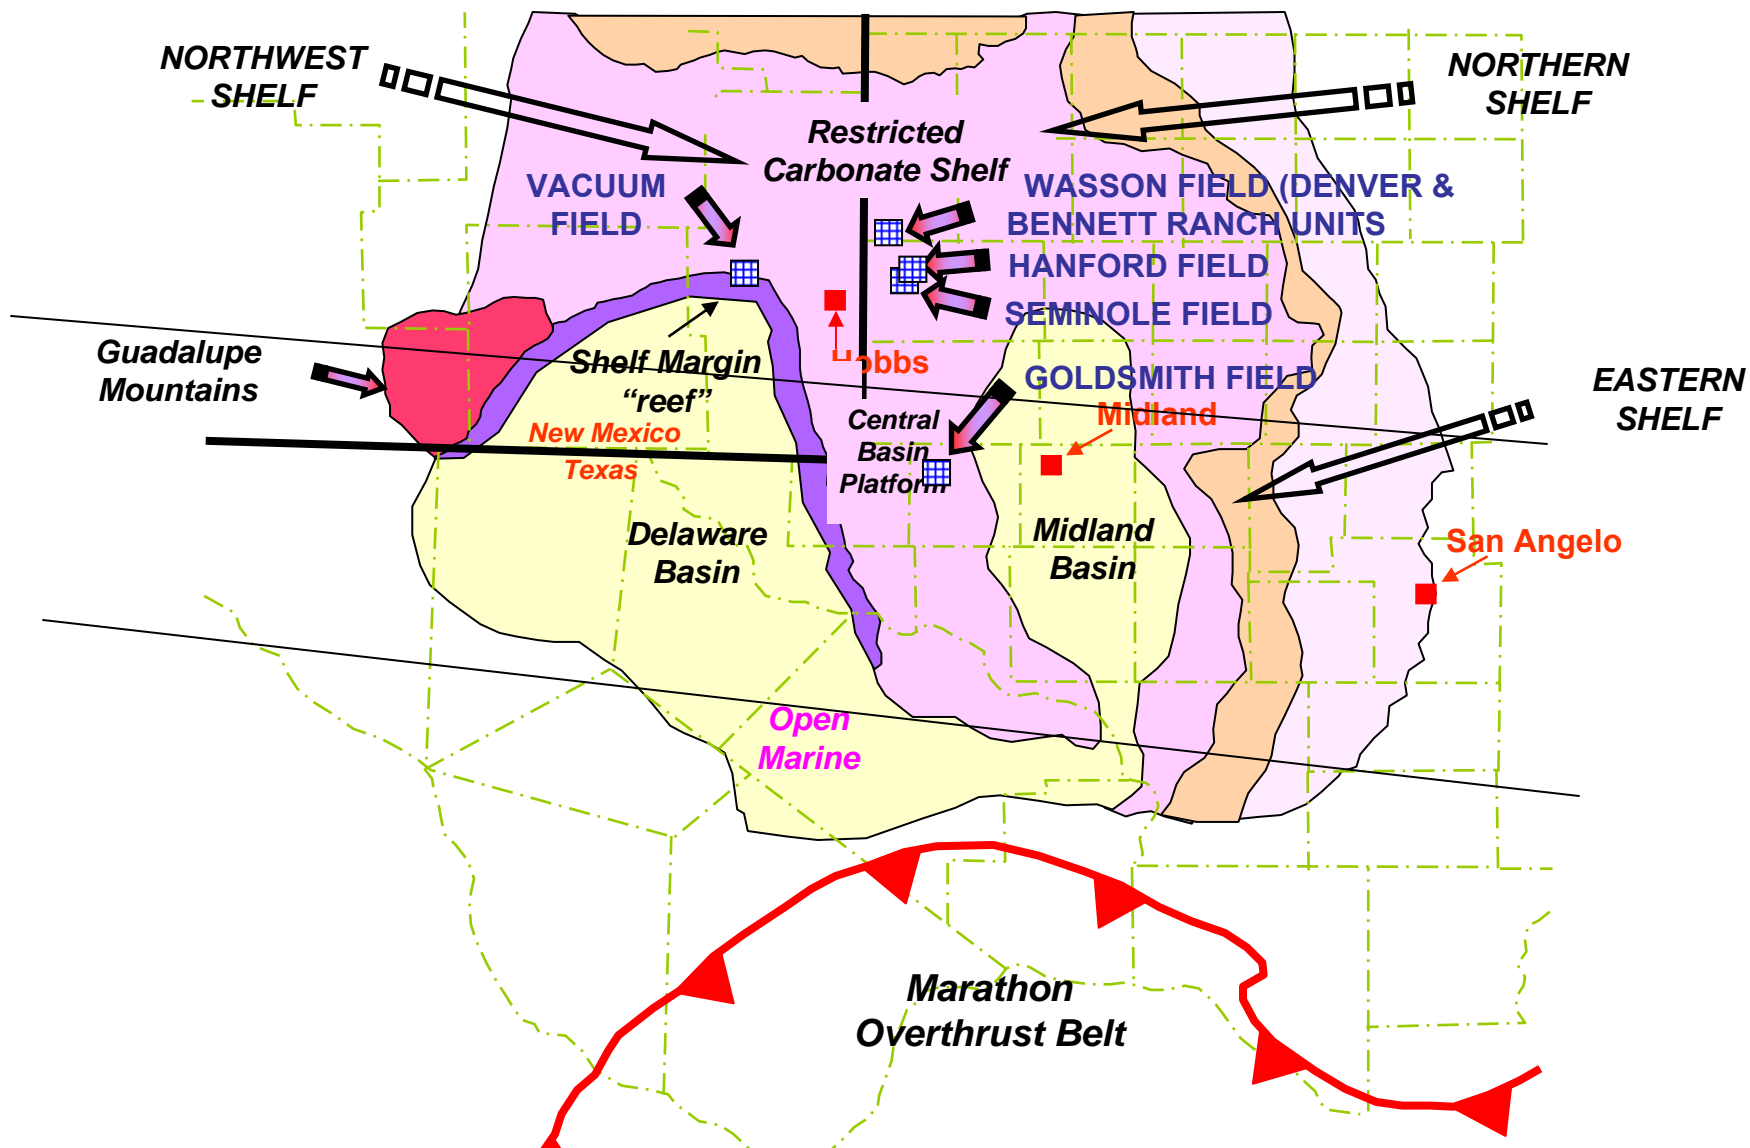 NORTHWEST
SHELF
NORTHERN
SHELF
Restricted
Carbonate Shelf
VACUUM
FIELD
WASSON FIELD (DENVER &
BENNETT RANCH UNITS
HANFORD FIELD
SEMINOLE FIELD
Guadalupe
Mountains
Shelf Margin
“reef”
Hobbs
GOLDSMITH FIELD
Midland
EASTERN
SHELF
Central
Basin
Platform
New Mexico
Texas
Delaware
Basin
Midland
Basin
San Angelo
Open
Marine
Marathon
Overthrust Belt